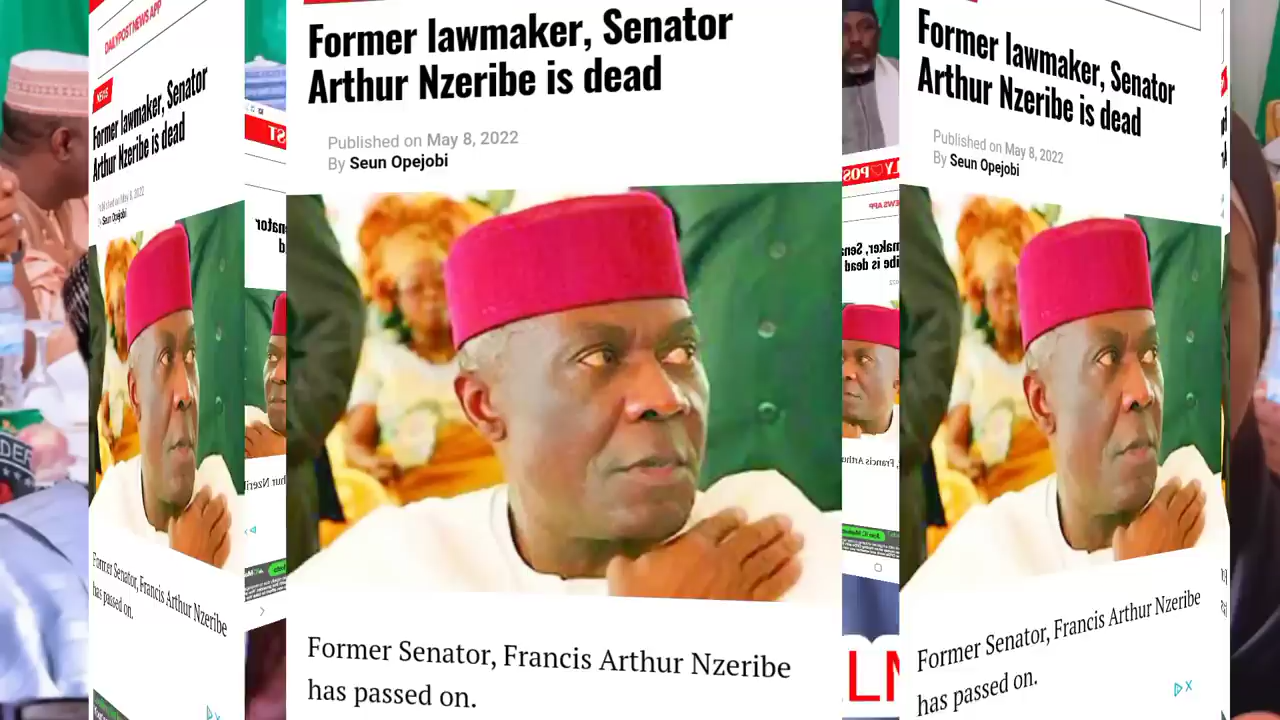 DAILYPOST NEWS APP
NEWS
Former lawmaker, Senator
Arthur Nzeribe is dead
Published on May 8, 2022
By Seun Opejobi
Former Senator, Francis Arthur Nzeribe
has passed on.
Former lawmaker, Senator
Arthur Nzeribe is dead
Published on May 8, 2022
By Seun Opejobi
Former Senator, Francis Arthur Nzeribe
has passed on.
Former lawmaker, Senator
Arthur Nzeribe is dead
Published on May 8, 2022
By Seun Opejobi
Former Senator, Francis Arthur Nzeribe
has passed on.